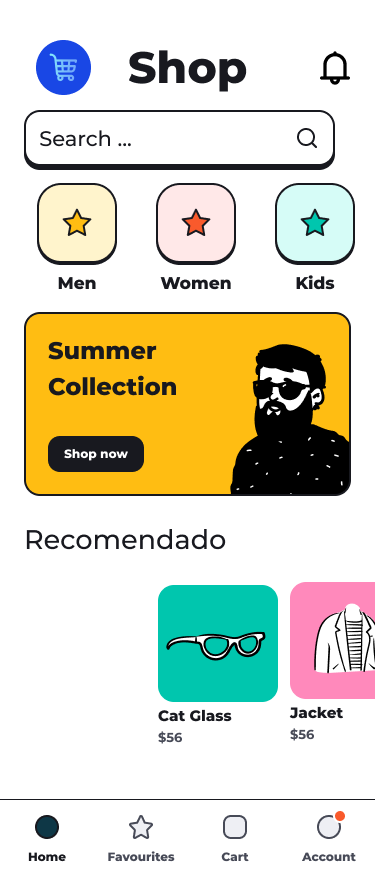 Shop
Search ...
Men
Women
Kids
Summer
Collection
Shop now
Recomendado
Cat Glass
$56
Jacket
$56
Home
Favourites
Cart
Account